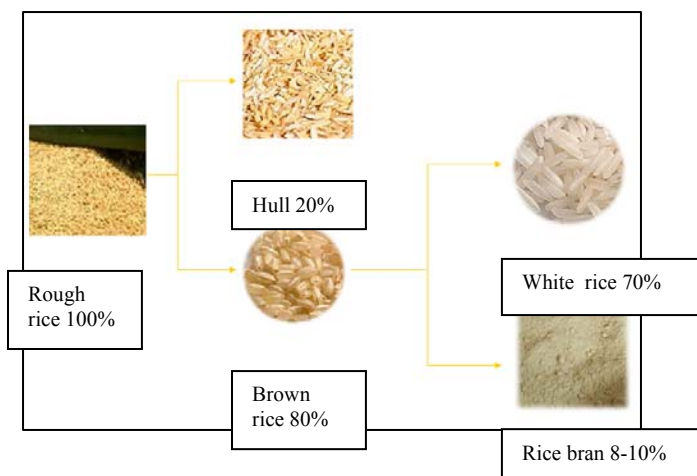 Hull 20%
Rough
rice 100%
White rice 70%
Brown
rice 80%
Rice bran 8-10%